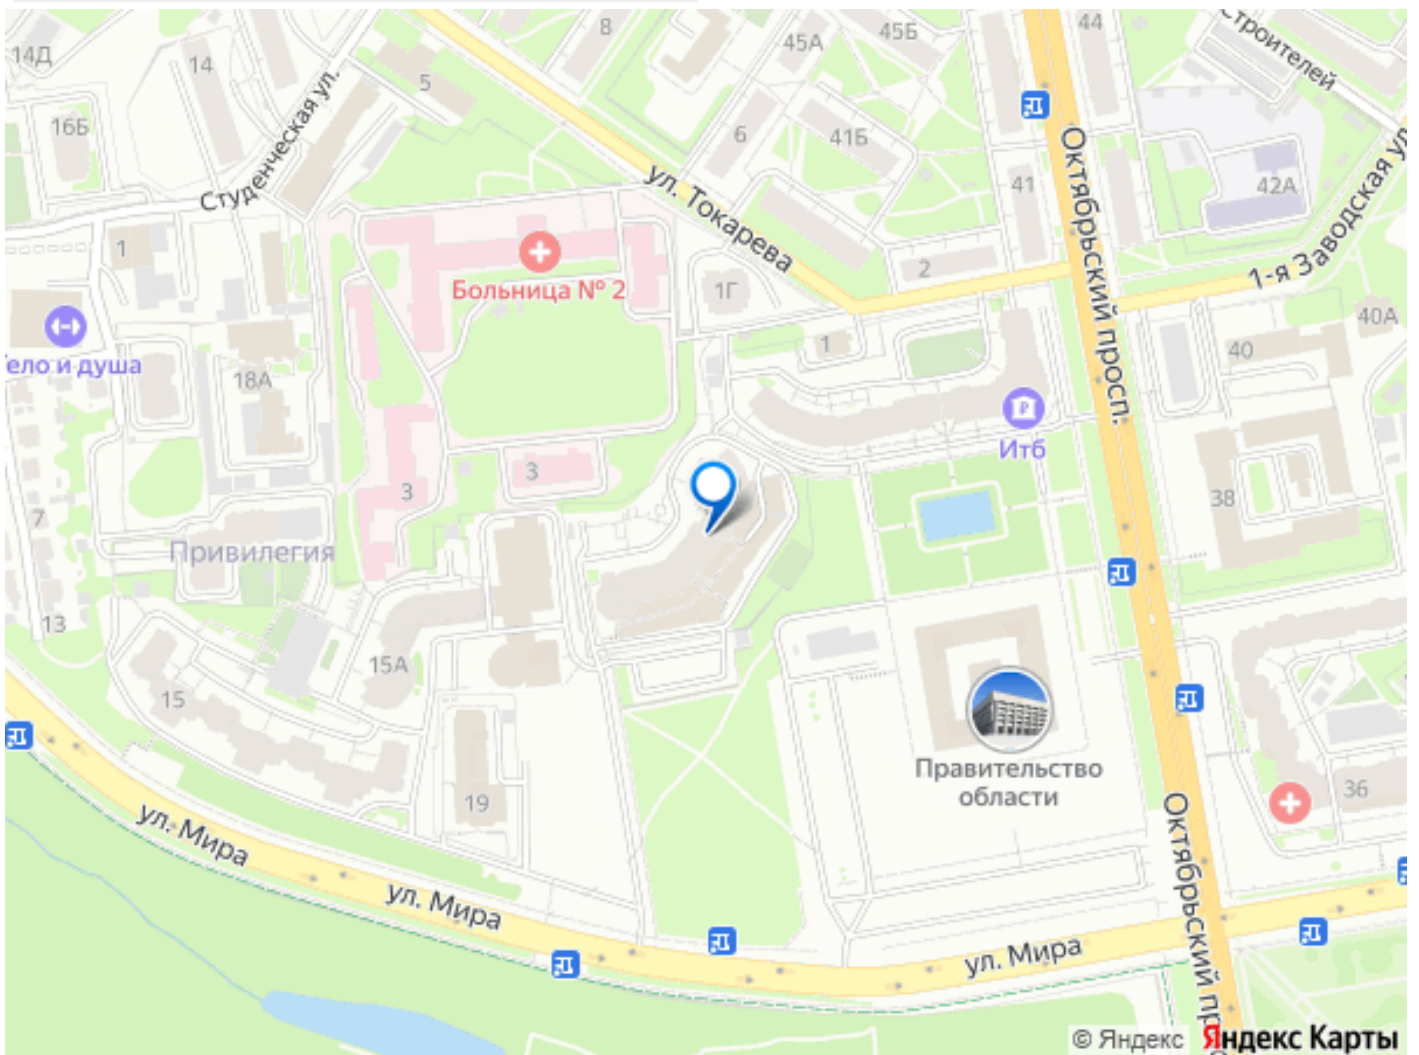 14Д
14
8
45А
45Б
44
Строителей
5
16Б
Студенческая ул.
6
41Б
ул. Токарева
41
Октябрьский просп.
42А
1-я Заводская ул.
1
Больница № 2
1Г
2
40А
ело и душа
18А
1
40
Итб
3
3
38
7
Привилегия
13
15А
15
Правительство
области
19
36
ул. Мира
ул. Мира
ул. Мира
Октябрьский пр
© Яндекс
Яндекс Карты